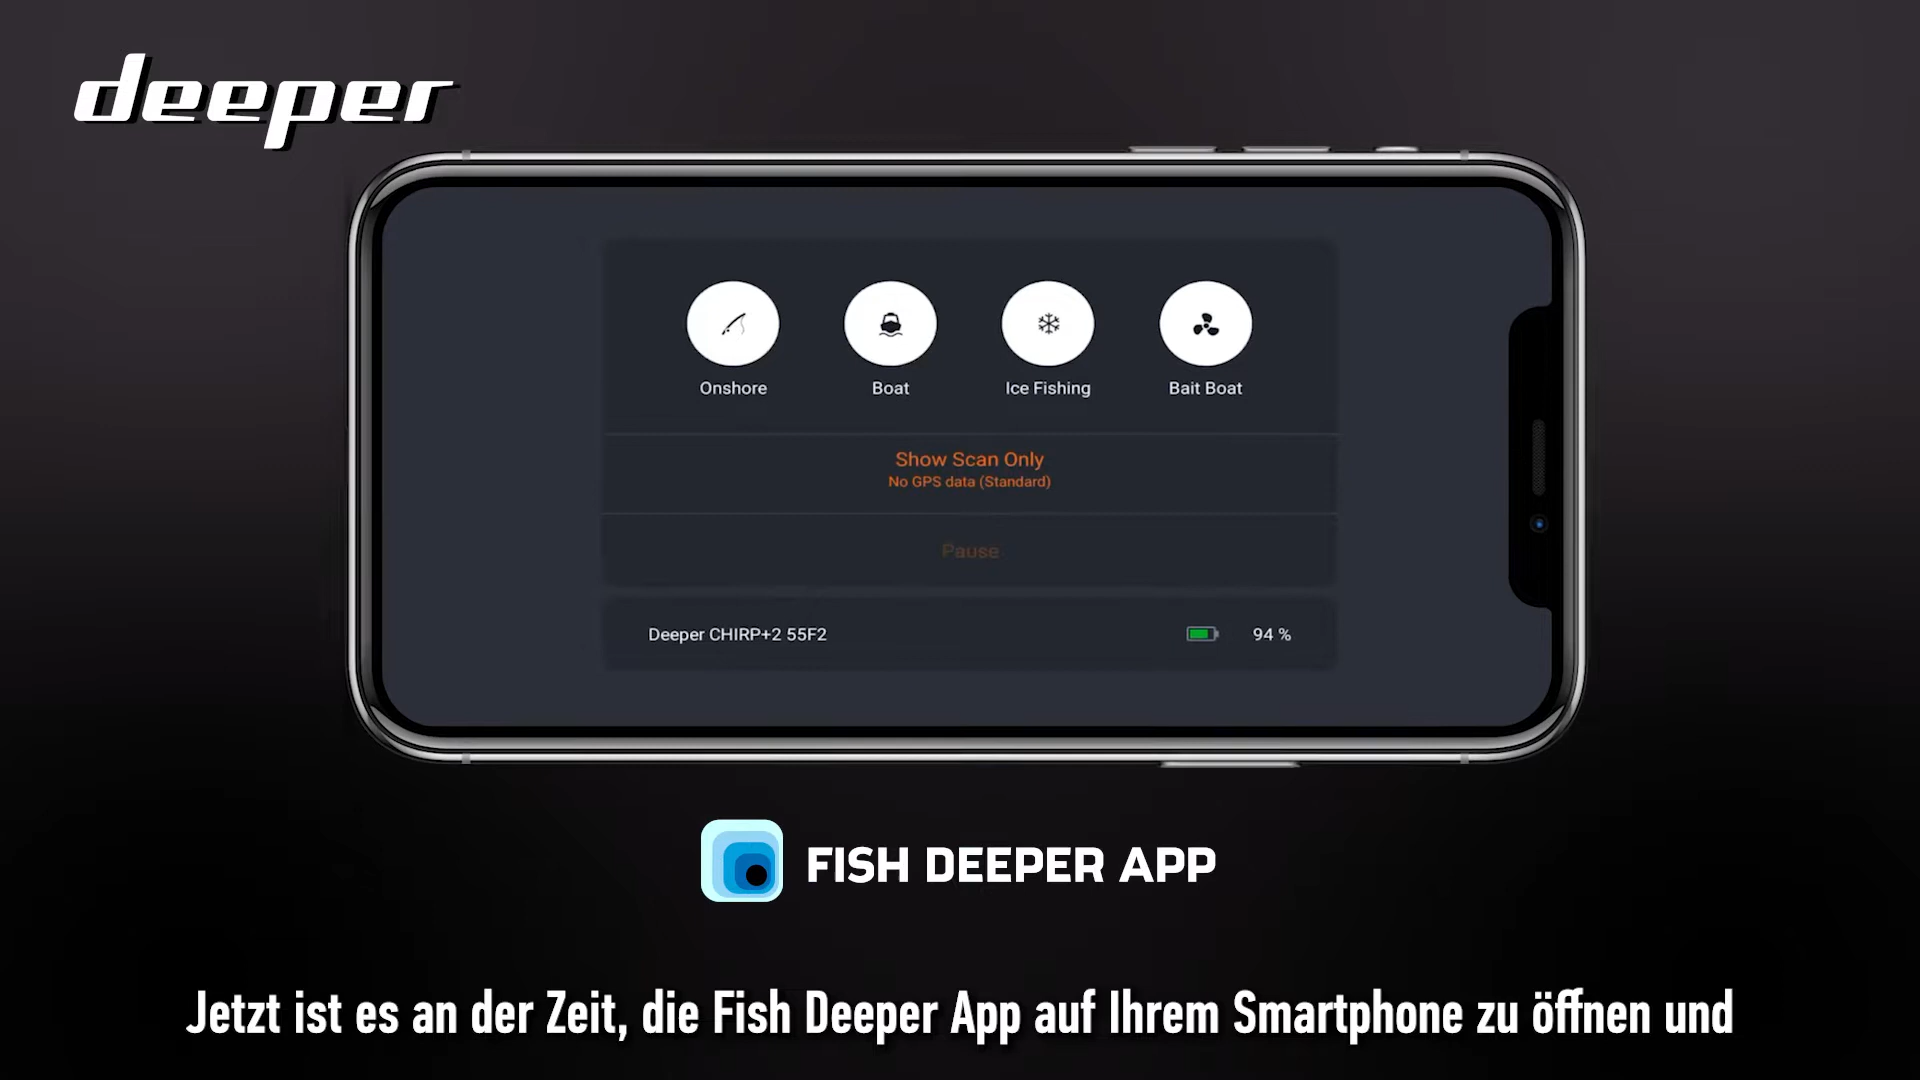 deeper
Onshore
Boat
Ice Fishing
Bait Boat
Show Scan Only
No GPS data (Standard)
Pause
Deeper CHIRP+2 55F2
94 %
FISH DEEPER APP
Jetzt ist es an der Zeit, die Fish Deeper App auf Ihrem Smartphone zu öffnen und